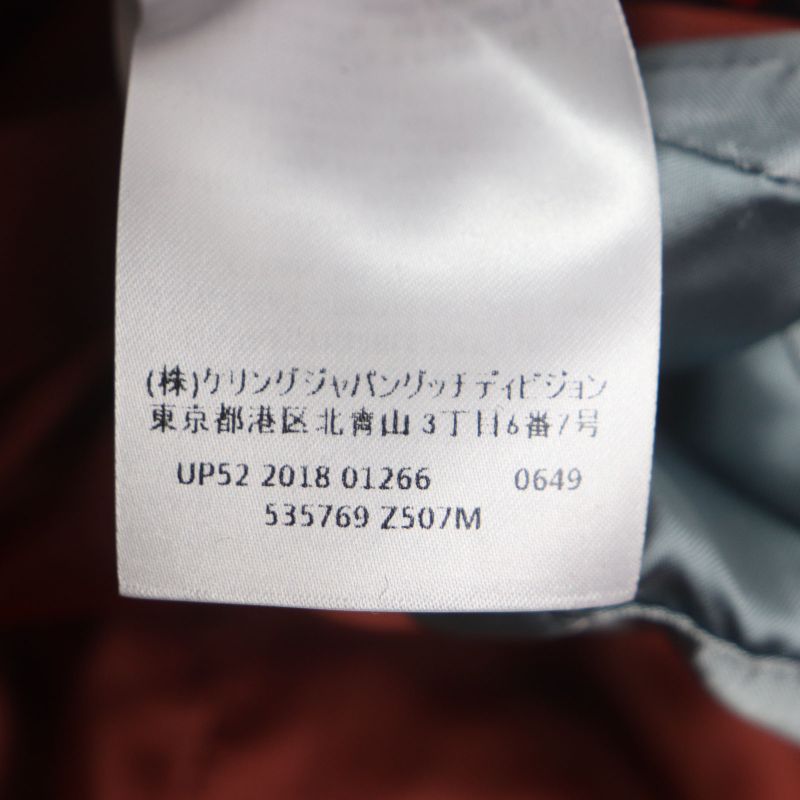 (株)ケリングジャパングッチディビジョン
東京都港区北青山3丁目6番7号
UP52 2018 01266 0649
535769 Z507M